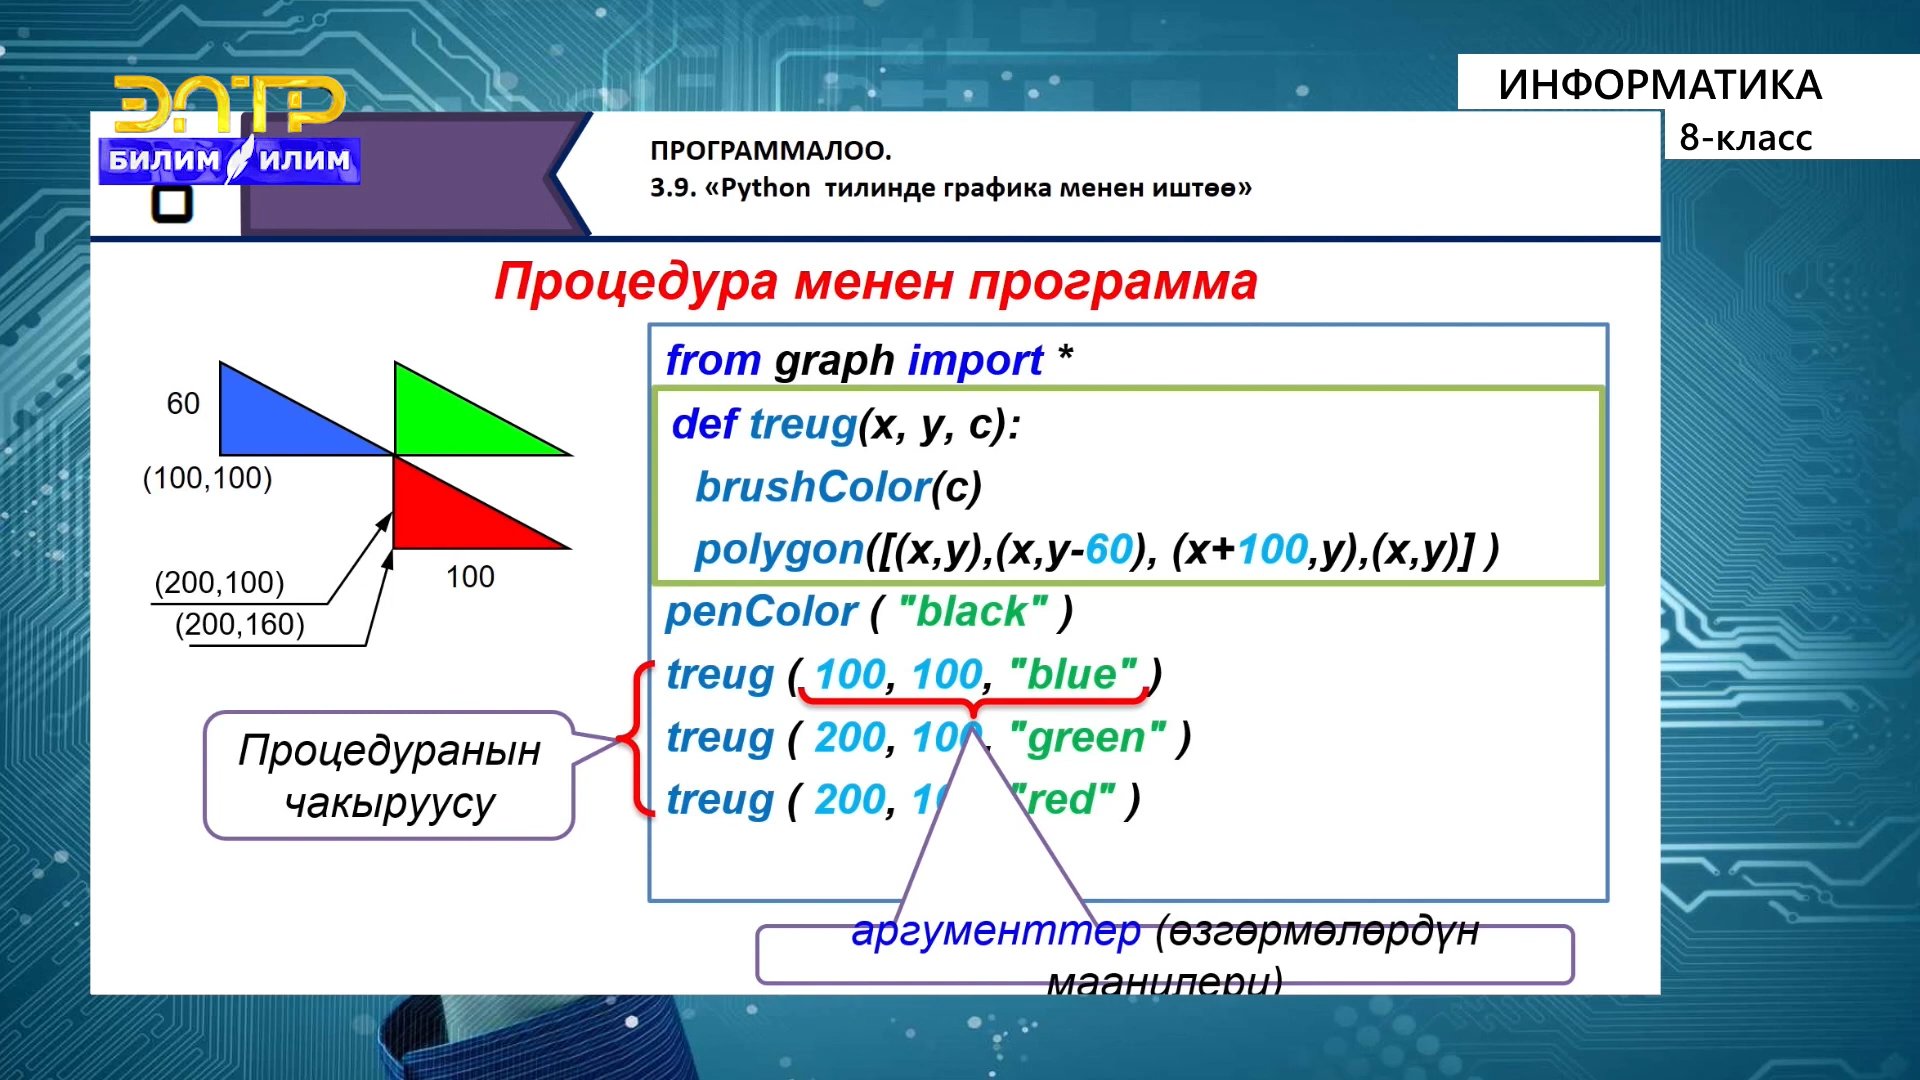 ЭЛТР
БИЛИМ ИЛИМ
ИНФОРМАТИКА
8-класс
ПРОГРАММАЛОО.
3.9. «Python тилинде графика менен иштөө»
Процедура менен программа
60
(100,100)
(200,100)
(200,160)
100
from graph import *
def treug(x, y, c):
brushColor(c)
polygon([(x,y),(x,y-60), (x+100,y),(x,y)] )
penColor ( "black" )
treug ( 100, 100, "blue" )
treug ( 200, 100, "green" )
treug ( 200, "red" )
Процедуранын
чакыруусу
аргументтер (өзгөрмөлөрдүн
маанилери)